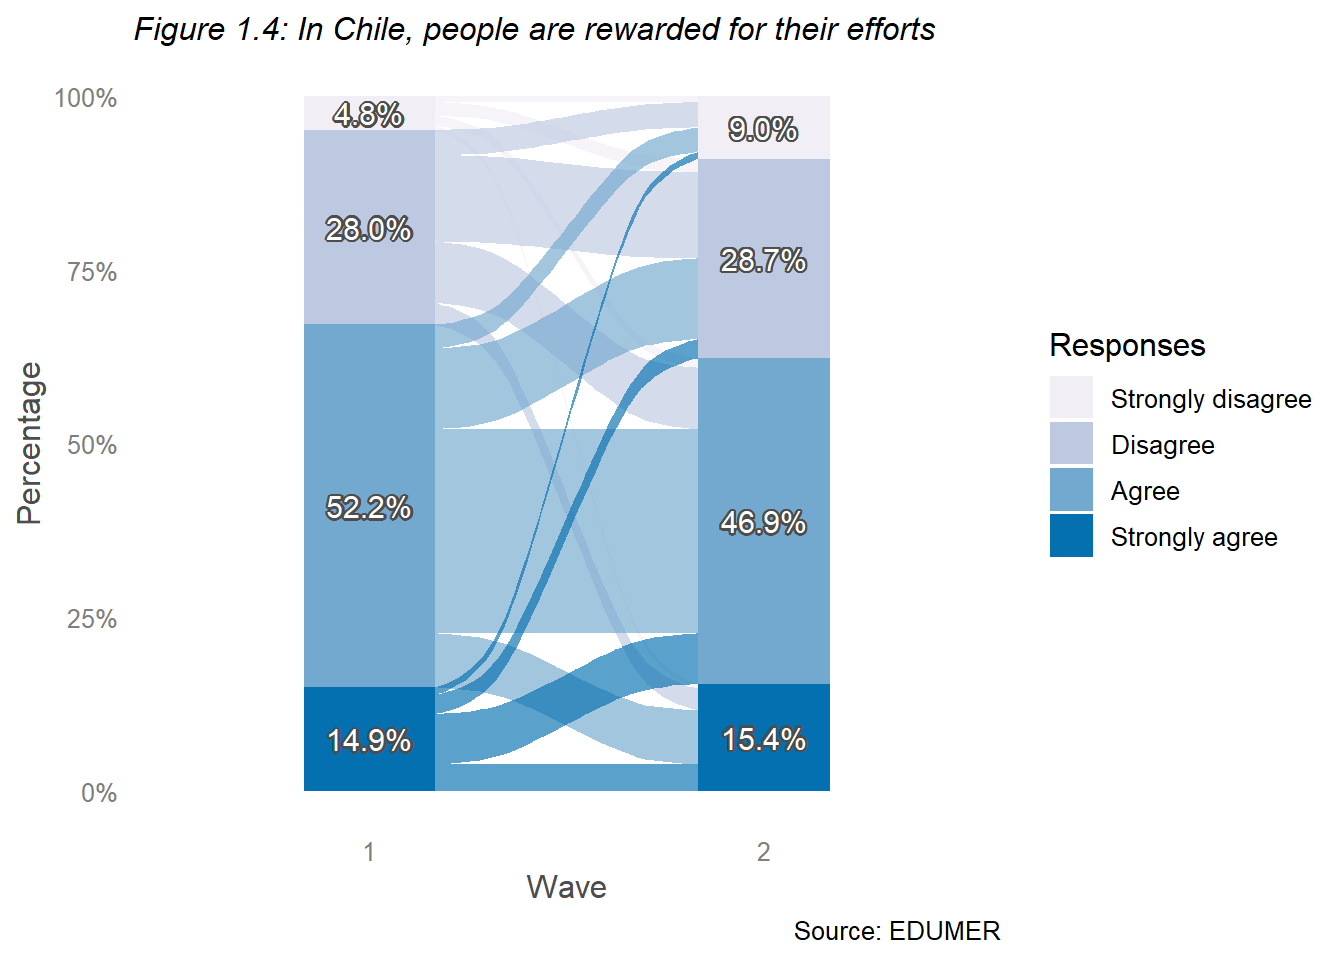 Figure 1.4: In Chile, people are rewarded for their efforts
100%
75%
50%
25%
0%
Percentage
4.8%
28.0%
52.2%
14.9%
9.0%
28.7%
46.9%
15.4%
1
2
Wave
Responses
Strongly disagree
Disagree
Agree
Strongly agree
Source: EDUMER